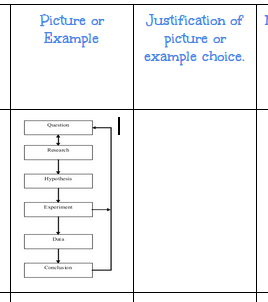 Picture or
Example
Justification of
picture or
example choice.
Question
Research
Hypothesis
Experiment
Data
Conclusion